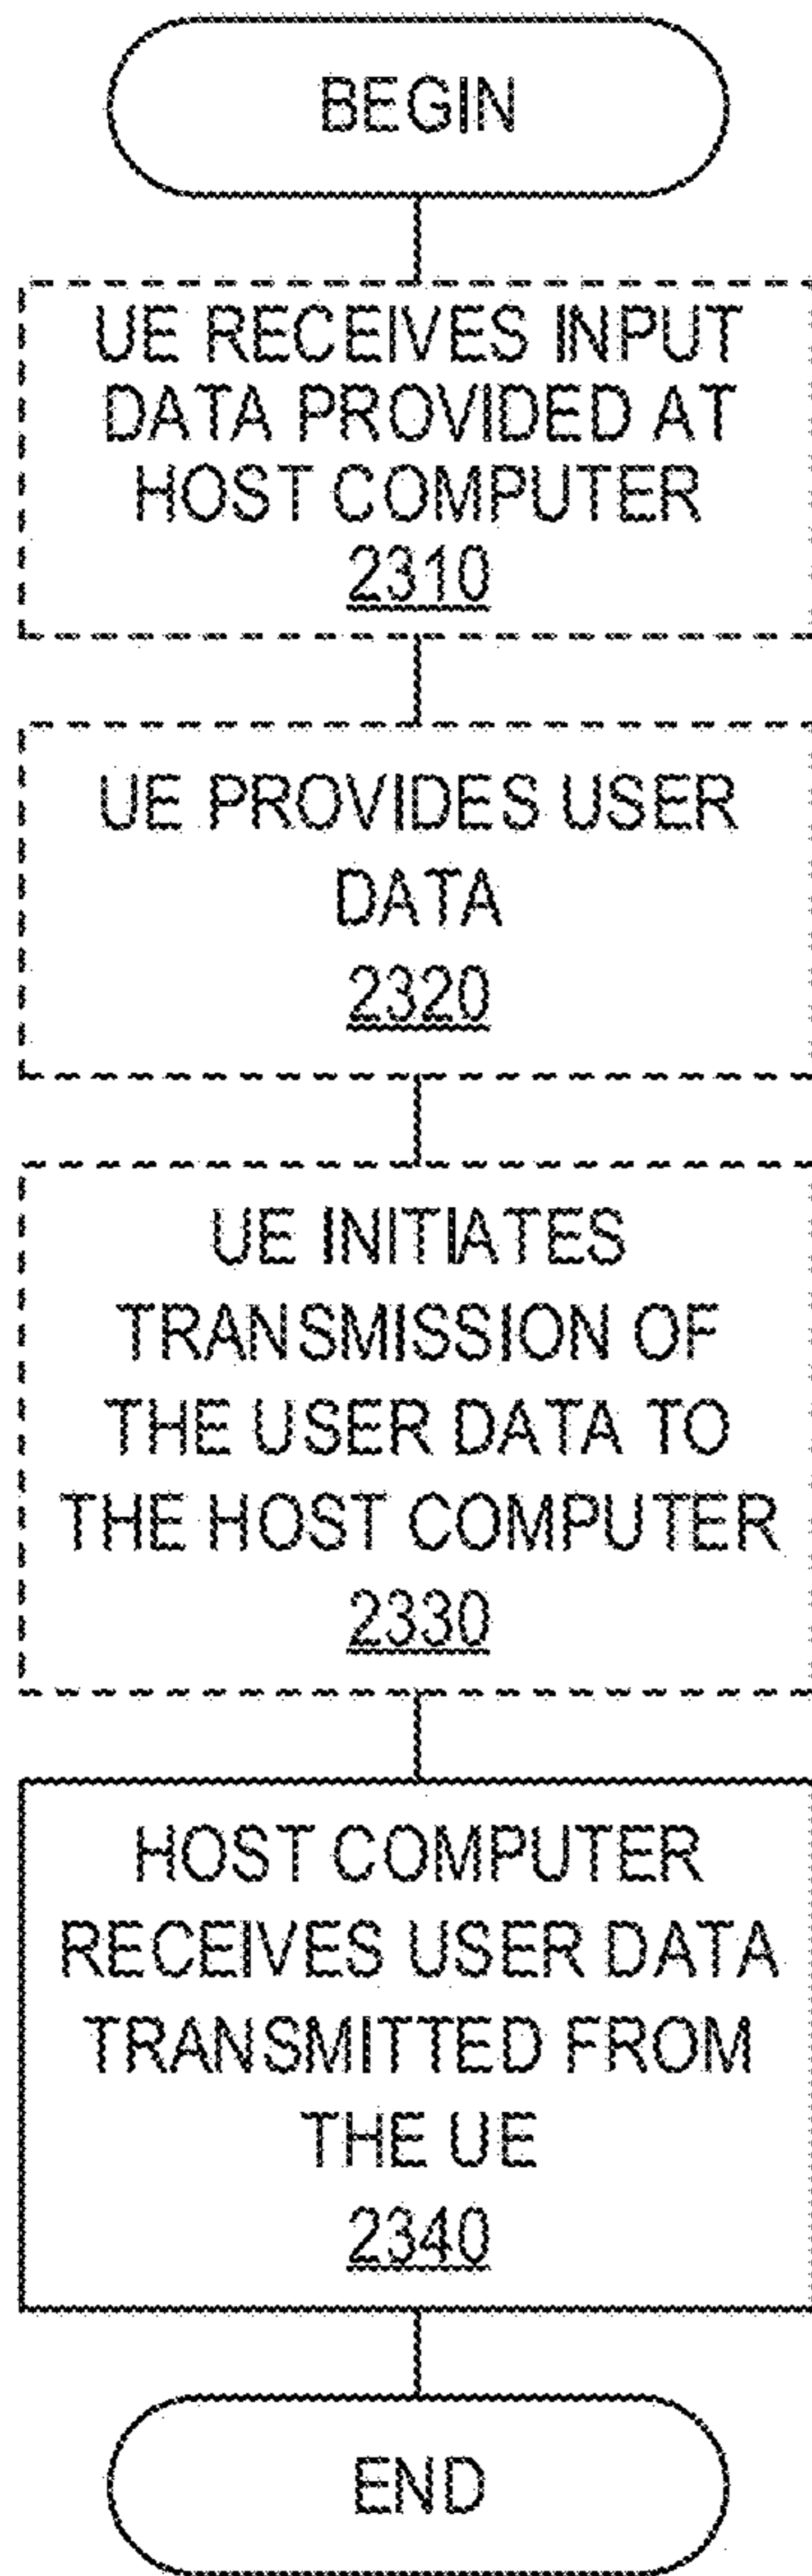 BEGIN
UE RECEIVES INPUT
DATA PROVIDED AT
HOST COMPUTER
2310
UE PROVIDES USER
DATA
2320
UE INITIATES
TRANSMISSION OF
THE USER DATA TO
THE HOST COMPUTER
2330
HOST COMPUTER
RECEIVES USER DATA
TRANSMITTED FROM
THE UE
2340
END